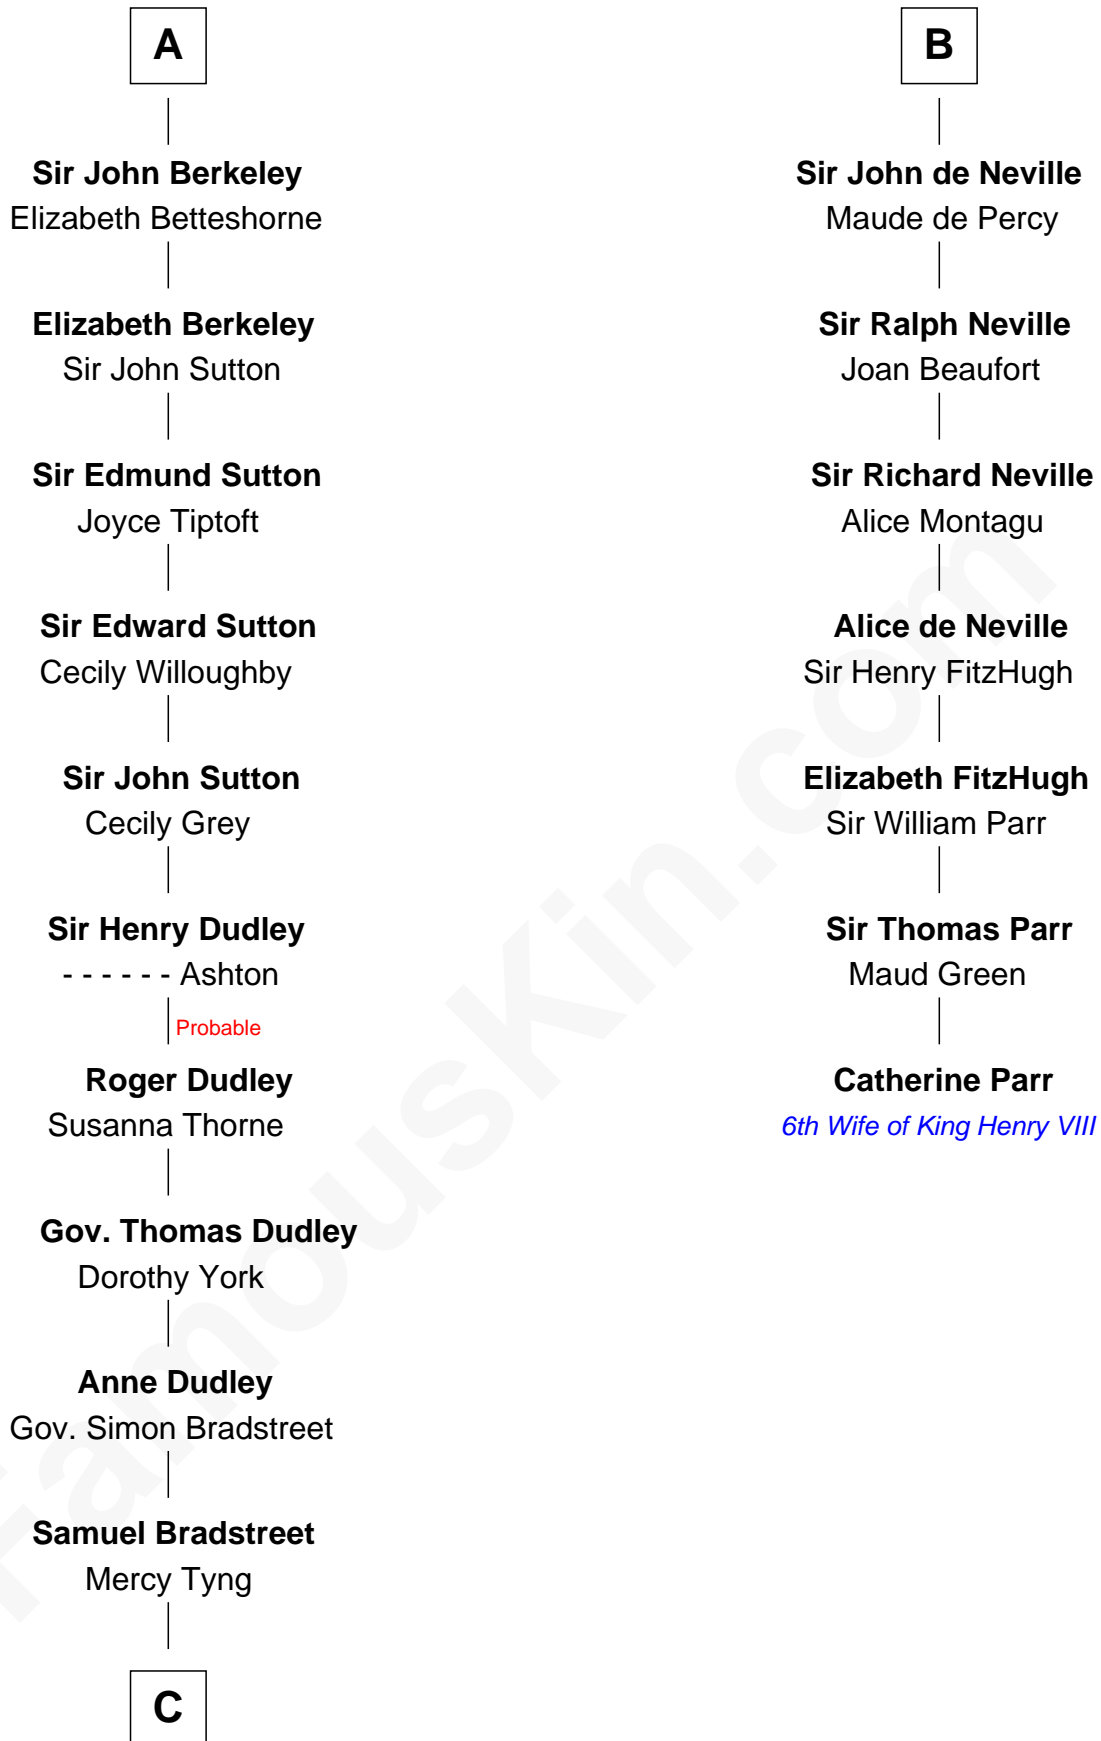 A
Sir John Berkeley
Elizabeth Betteshorne
Elizabeth Berkeley
Sir John Sutton
Sir Edmund Sutton
Joyce Tiptoft
Sir Edward Sutton
Cecily Willoughby
Sir John Sutton
Cecily Grey
Sir Henry Dudley
- - - - - - Ashton
Probable
Roger Dudley
Susanna Thorne
Gov. Thomas Dudley
Dorothy York
Anne Dudley
Gov. Simon Bradstreet
Samuel Bradstreet
Mercy Tyng
C
B
Sir John de Neville
Maude de Percy
Sir Ralph Neville
Joan Beaufort
Sir Richard Neville
Alice Montagu
Alice de Neville
Sir Henry FitzHugh
Elizabeth FitzHugh
Sir William Parr
Sir Thomas Parr
Maud Green
Catherine Parr
6th Wife of King Henry VIII
FamousKin.com